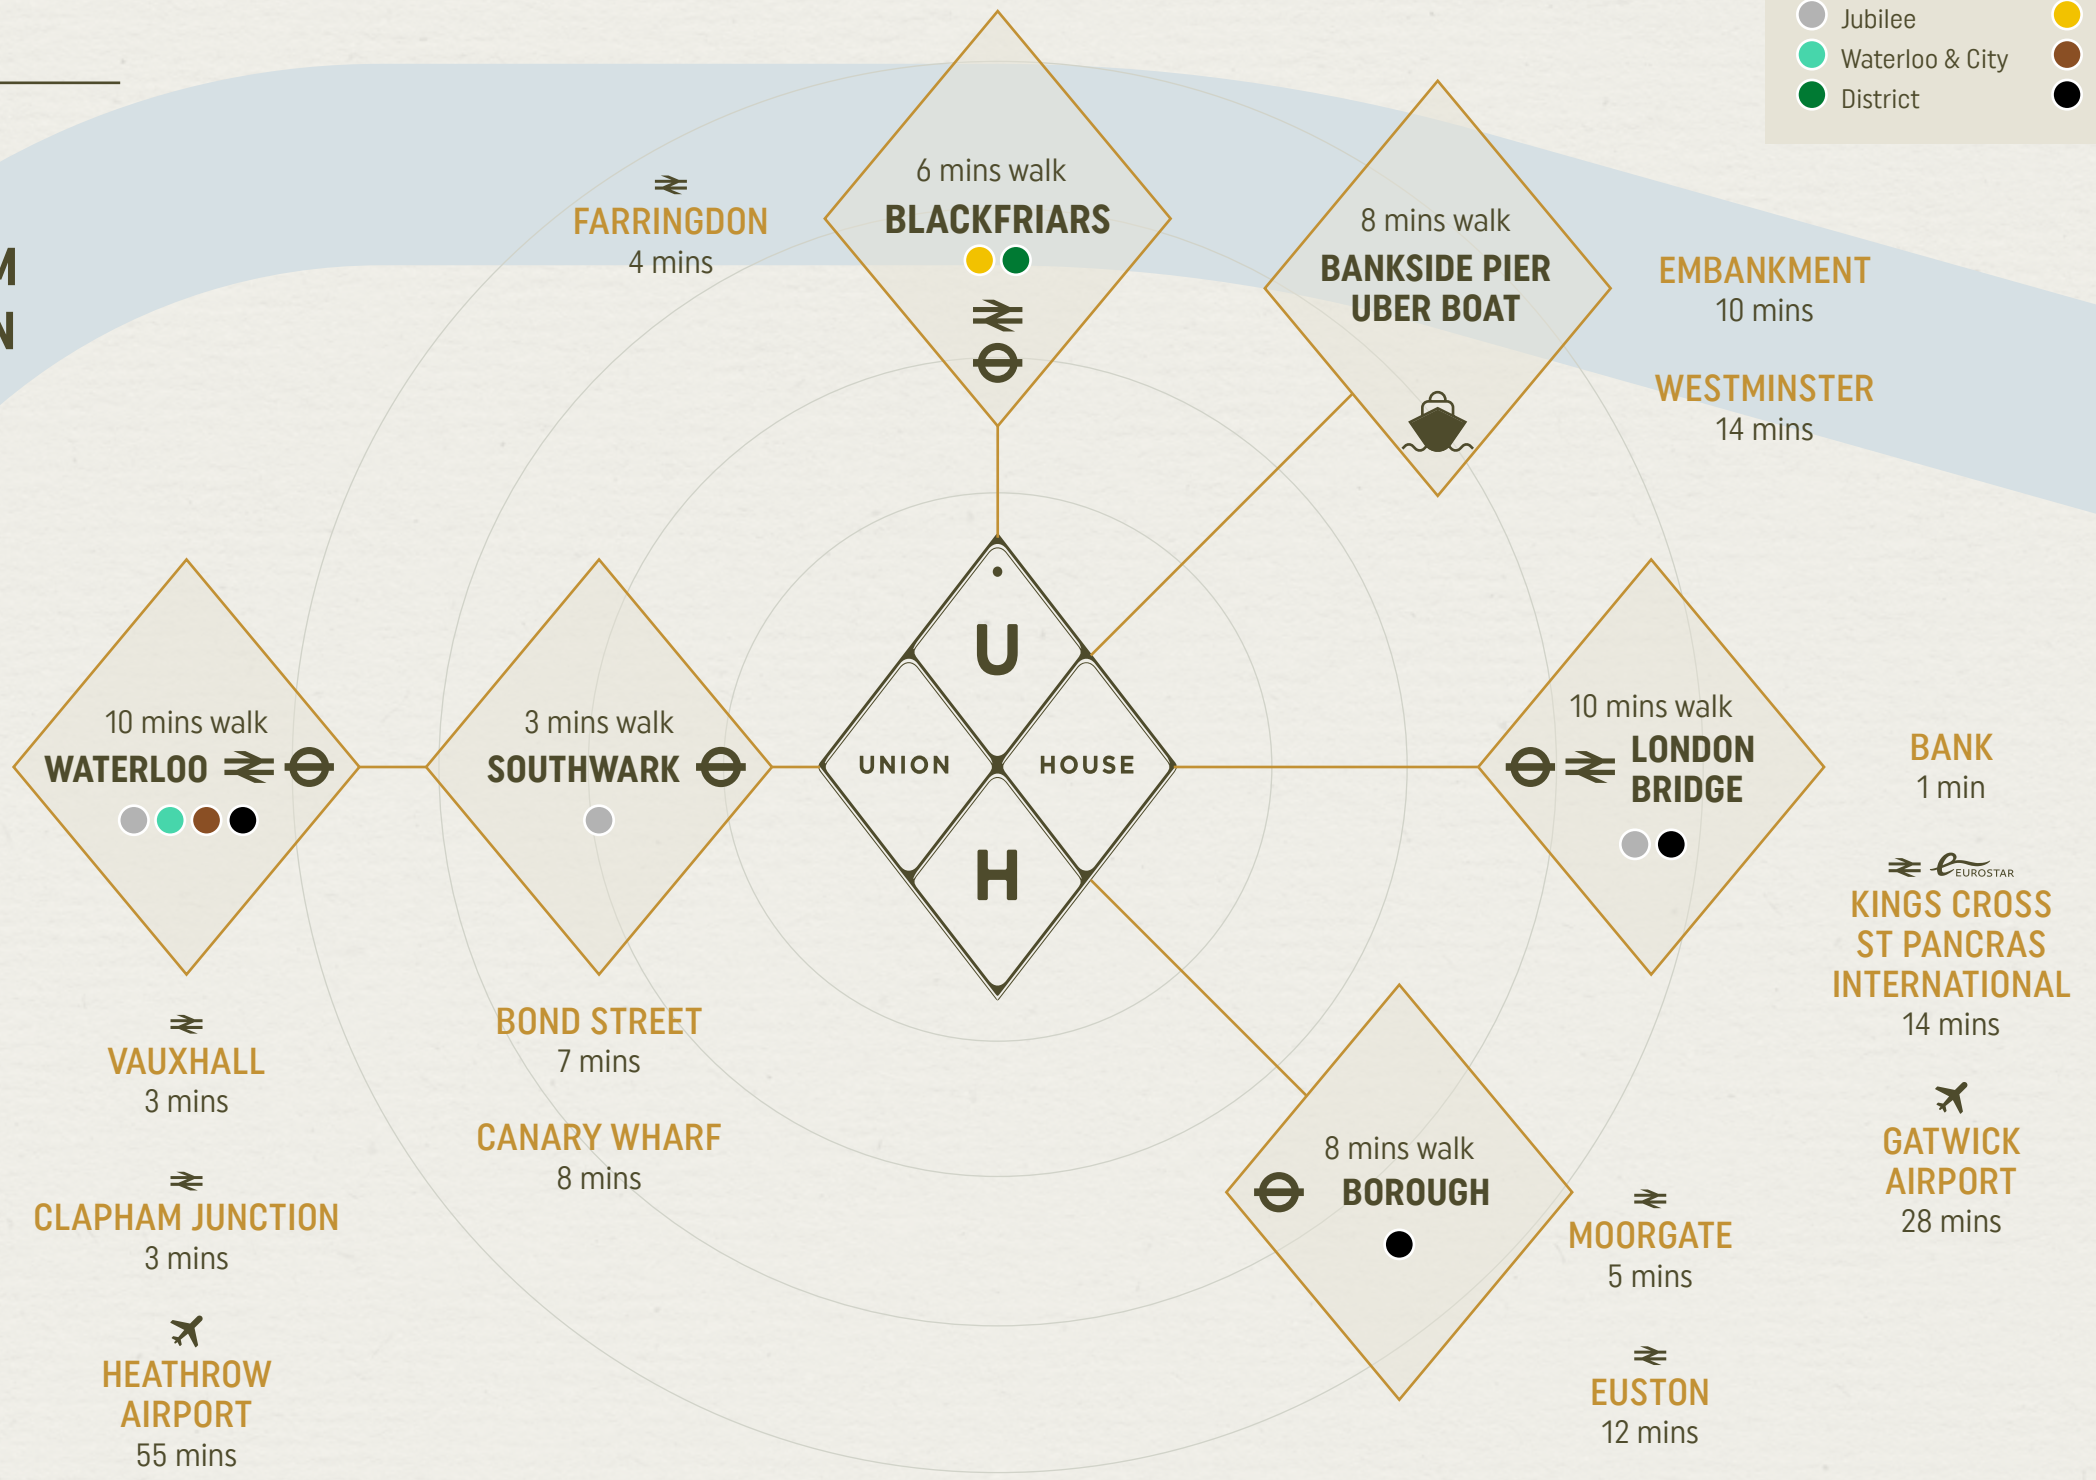 Jubilee
Waterloo & City
District
M
N
6 mins walk
BLACKFRIARS
FARRINGDON
4 mins
8 mins walk
BANKSIDE PIER
UBER BOAT
EMBANKMENT
10 mins
WESTMINSTER
14 mins
U
UNION
HOUSE
H
10 mins walk
WATERLOO
3 mins walk
SOUTHWARK
10 mins walk
LONDON
BRIDGE
BANK
1 min
EUROSTAR
KINGS CROSS
ST PANCRAS
INTERNATIONAL
14 mins
GATWICK
AIRPORT
28 mins
VAUXHALL
3 mins
CLAPHAM JUNCTION
3 mins
HEATHROW
AIRPORT
55 mins
BOND STREET
7 mins
CANARY WHARF
8 mins
8 mins walk
BOROUGH
MOORGATE
5 mins
EUSTON
12 mins